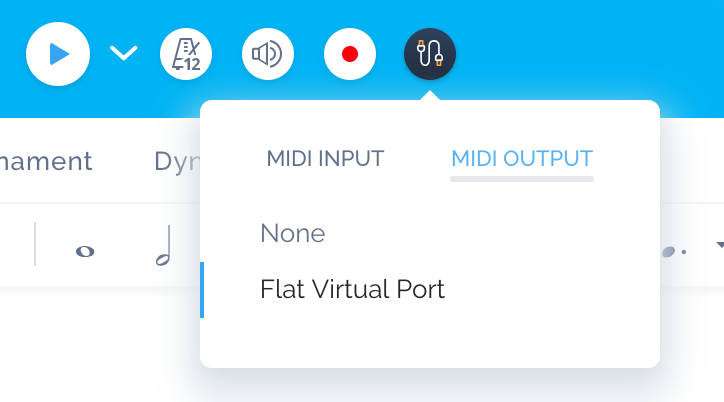 -12
nament Dyn
MIDI INPUT MIDI OUTPUT
None
Flat Virtual Port